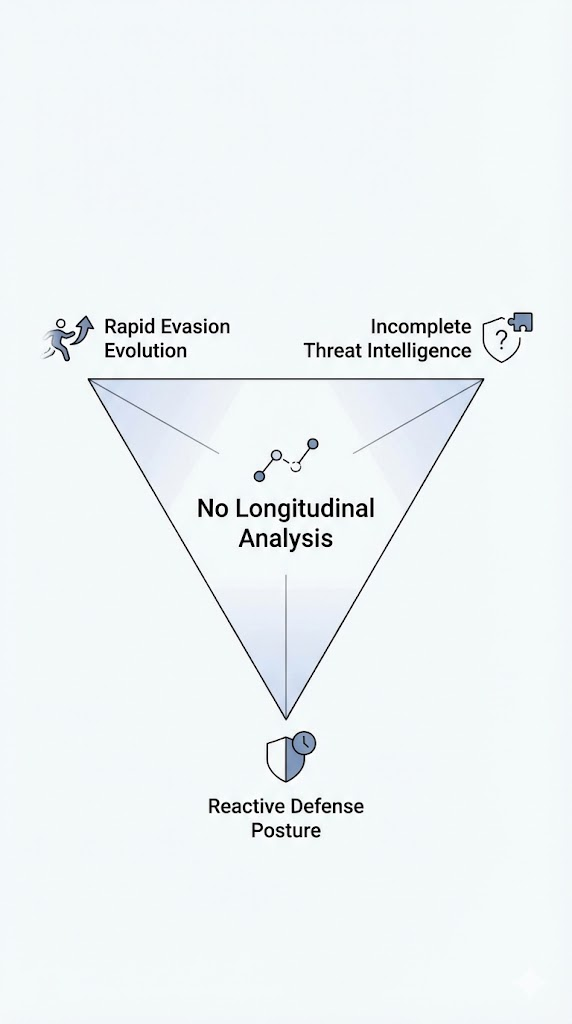 Rapid Evasion
Evolution
Incomplete
Threat Intelligence
?
No Longitudinal
Analysis
Reactive Defense
Posture